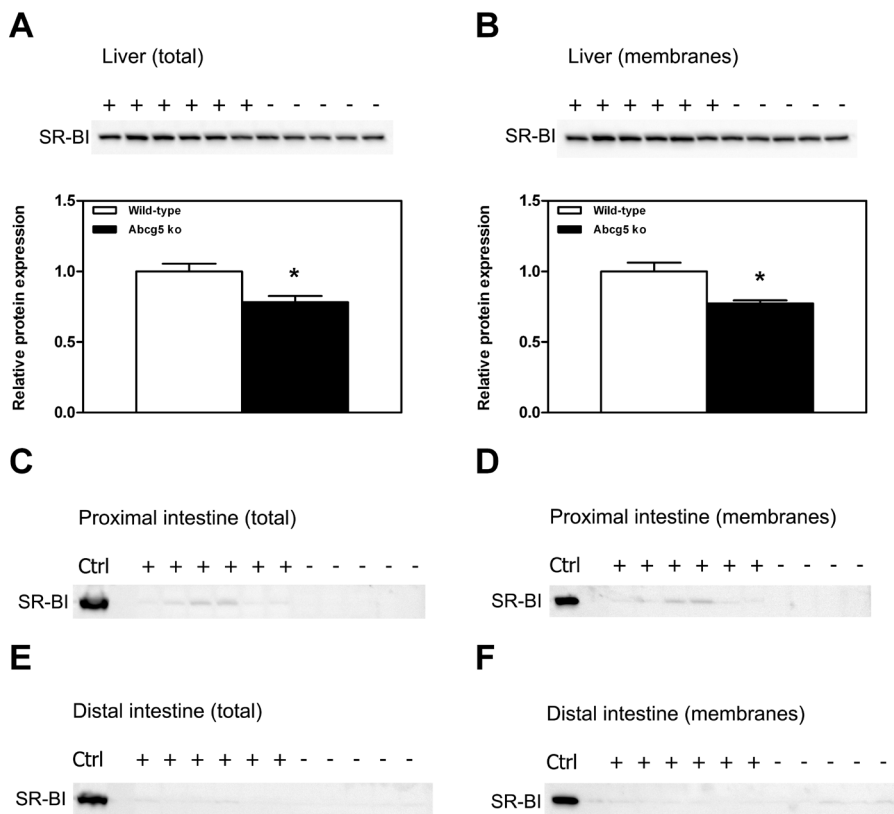 A
Liver (total)
+ + + + + + - - - - -
SR-BI
Relative protein expression
1.5
1.0
0.5
0.0
Wild-type
Abcg5 ko
*
B
Liver (membranes)
+ + + + + + - - - - -
SR-BI
Relative protein expression
1.5
1.0
0.5
0.0
Wild-type
Abcg5 ko
*
C
Proximal intestine (total)
Ctrl + + + + + + - - - - -
SR-BI
D
Proximal intestine (membranes)
Ctrl + + + + + + - - - -
SR-BI
E
Distal intestine (total)
Ctrl + + + + + + - - - - -
SR-BI
F
Distal intestine (membranes)
Ctrl + + + + + + - - - - -
SR-BI